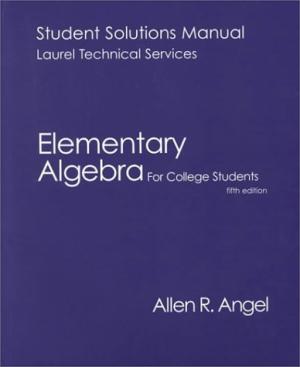 Student Solutions Manual
Laurel Technical Services
Elementary
Algebra For College Students
fifth edition
Allen R. Angel